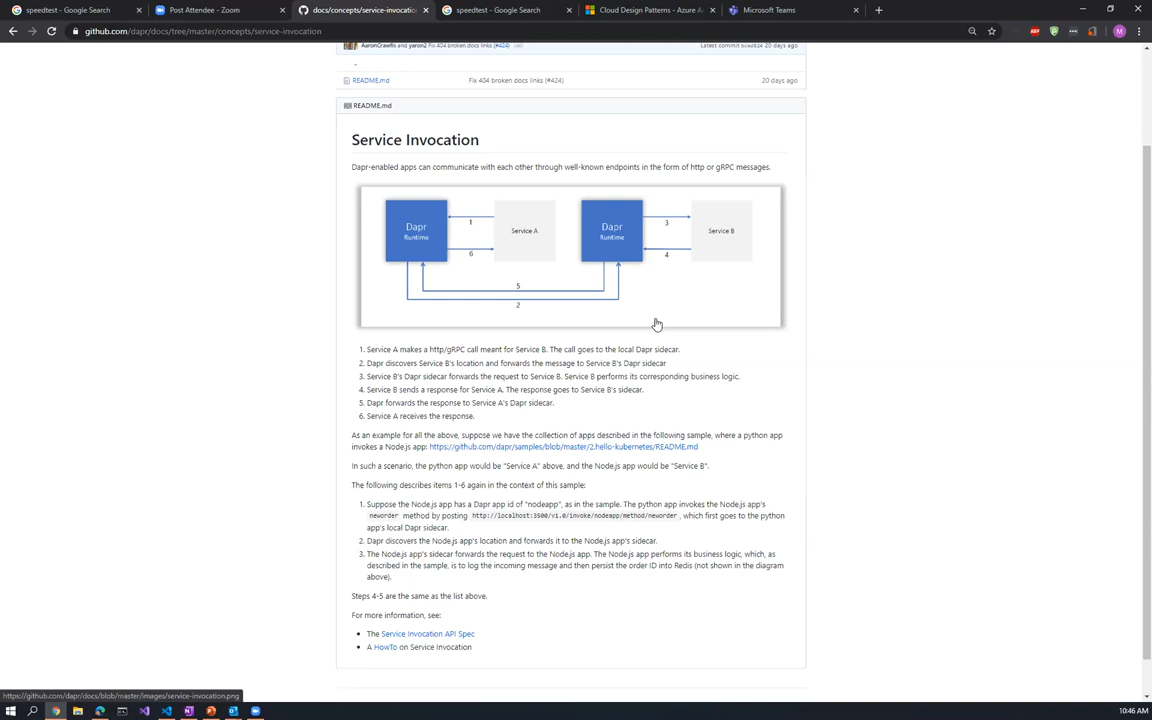 speedtest - Google Search
Post Attendee - Zoom
docs/concepts/service-invocation
speedtest - Google Search
Cloud Design Patterns - Azure A
Microsoft Teams
github.com/dapr/docs/tree/master/concepts/service-invocation
ABP
M
AaronCrawfis and yaron2 Fix 404 broken docs links (#424)
20 days ago
..
README.md
Fix 404 broken docs links (#424)
20 days ago
README.md
Service Invocation
Dapr-enabled apps can communicate with each other through well-known endpoints in the form of http or gRPC messages.
Dapr
Runtime
1
6
Service A
Dapr
Runtime
3
4
Service B
5
2
1. Service A makes a http/gRPC call meant for Service B. The call goes to the local Dapr sidecar.
2. Dapr discovers Service B's location and forwards the message to Service B's Dapr sidecar
3. Service B's Dapr sidecar forwards the request to Service B. Service B performs its corresponding business logic.
4. Service B sends a response for Service A. The response goes to Service B's sidecar.
5. Dapr forwards the response to Service A's Dapr sidecar.
6. Service A receives the response.
As an example for all the above, suppose we have the collection of apps described in the following sample, where a python app
invokes a Node.js app: https://github.com/dapr/samples/blob/master/2.hello-kubernetes/README.md
In such a scenario, the python app would be "Service A" above, and the Node.js app would be "Service B".
The following describes items 1-6 again in the context of this sample:
1. Suppose the Node.js app has a Dapr app id of "nodeapp", as in the sample. The python app invokes the Node.js app's
neworder method by posting http://localhost:3500/v1.0/invoke/nodeapp/method/neworder, which first goes to the python
app's local Dapr sidecar.
2. Dapr discovers the Node.js app's location and forwards it to the Node.js app's sidecar.
3. The Node.js app's sidecar forwards the request to the Node.js app. The Node.js app performs its business logic, which, as
described in the sample, is to log the incoming message and then persist the order ID into Redis (not shown in the diagram
above).
Steps 4-5 are the same as the list above.
For more information, see:
• The Service Invocation API Spec
• A HowTo on Service Invocation
https://github.com/dapr/docs/blob/master/images/service-invocation.png
10:46 AM